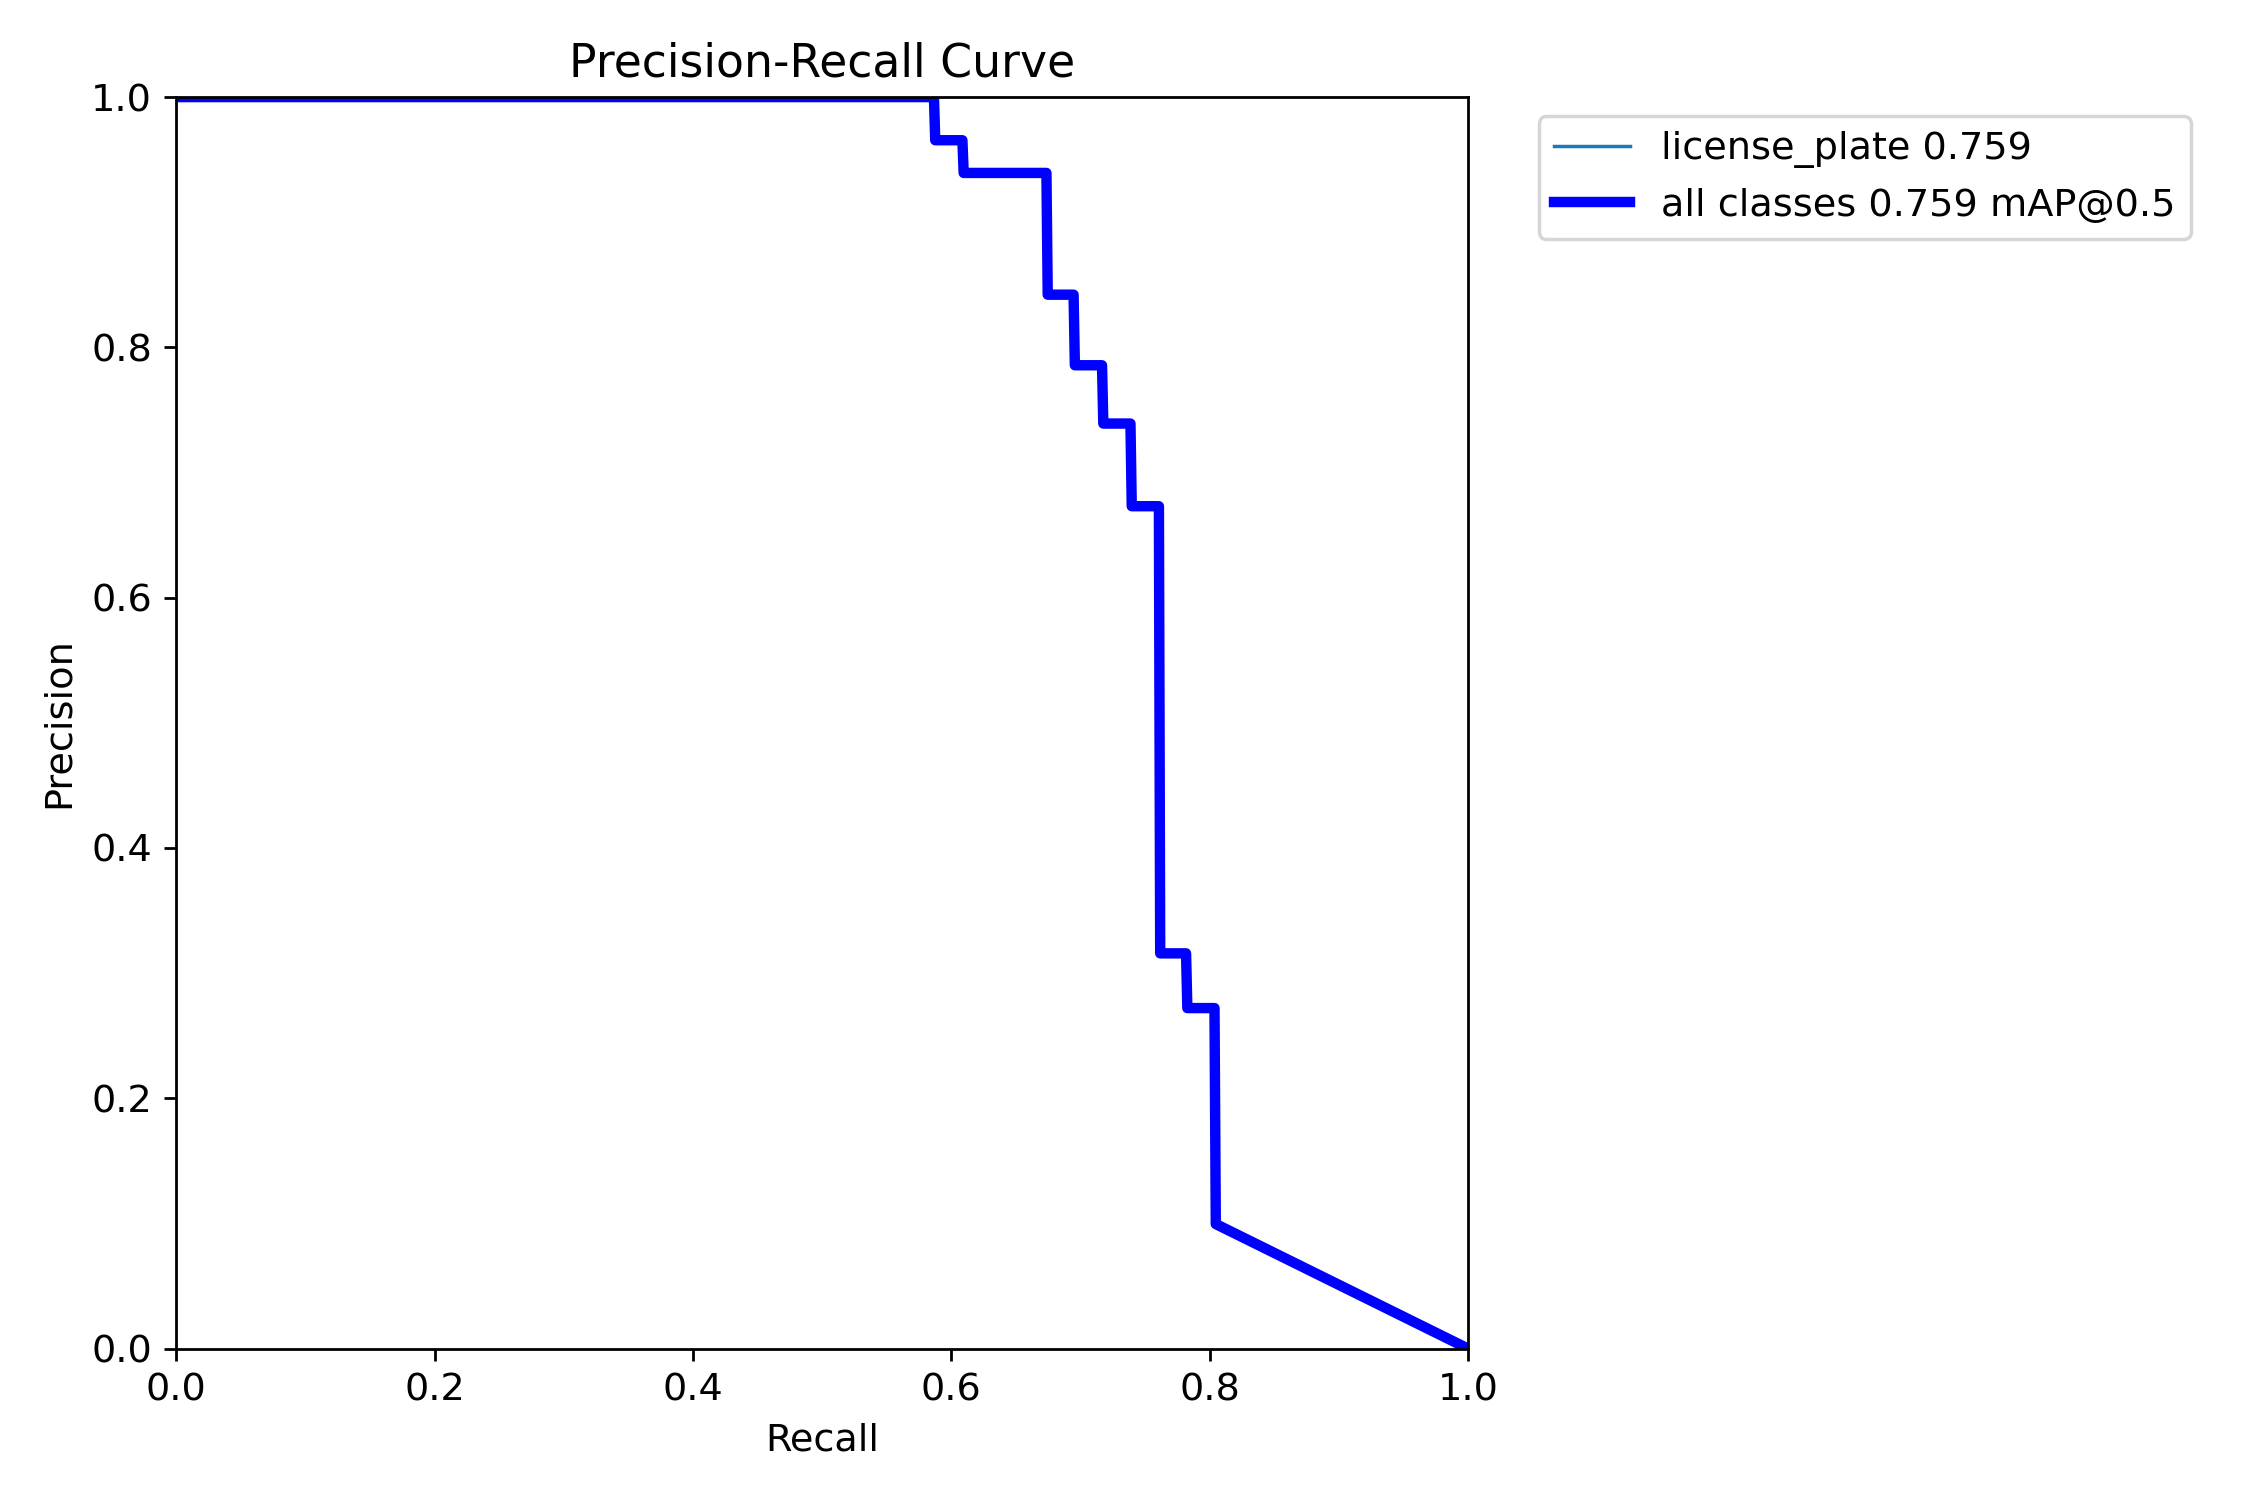 Precision-Recall Curve
license_plate 0.759
all classes 0.759 mAP@0.5
1.0
0.8
0.6
0.4
0.2
0.0
Precision
0.0 0.2 0.4 0.6 0.8 1.0
Recall